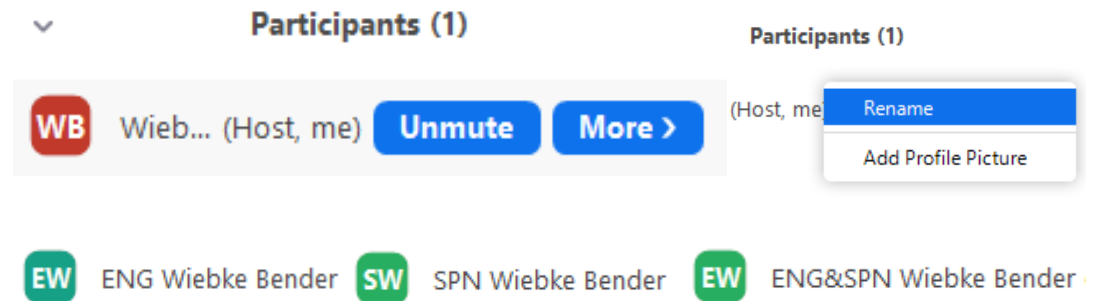 Participants (1)
WB Wieb... (Host, me) Unmute More >
Participants (1)
(Host, me)
Rename
Add Profile Picture
EW ENG Wiebke Bender
SW SPN Wiebke Bender
EW ENG&SPN Wiebke Bender